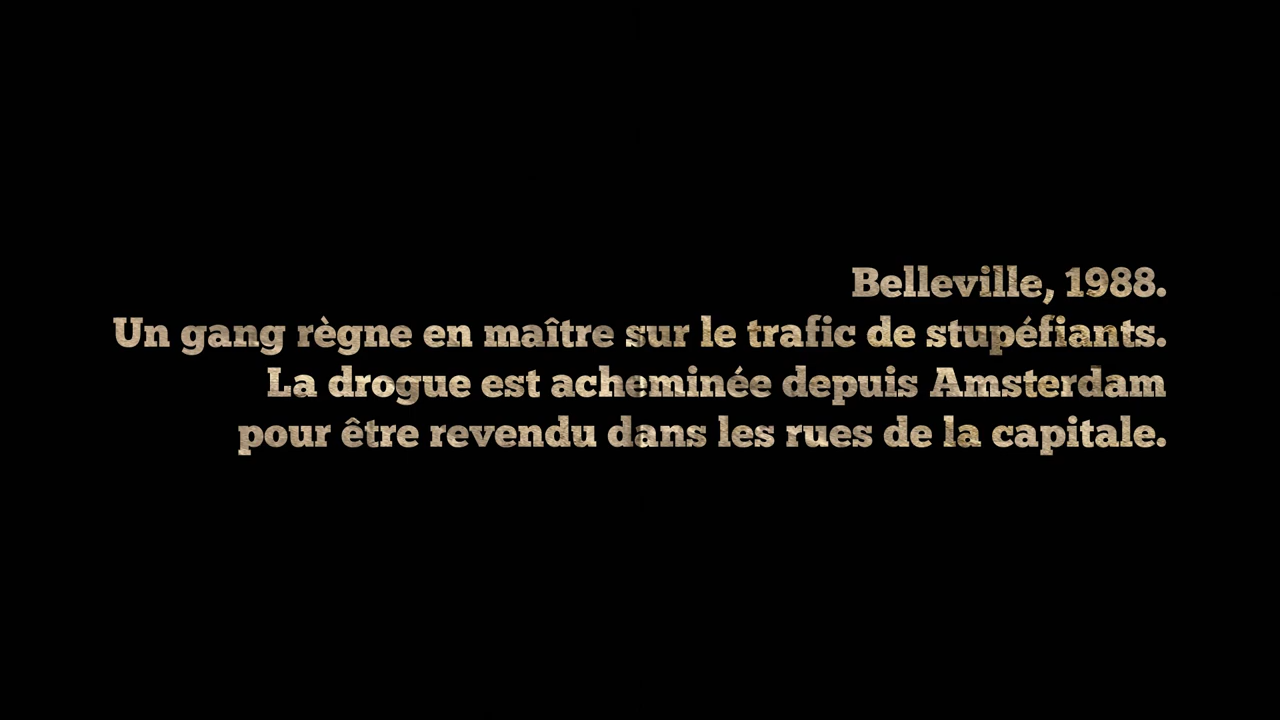 Belleville, 1988.
Un gang règne en maître sur le trafic de stupéfiants.
La drogue est acheminée depuis Amsterdam
pour être revendu dans les rues de la capitale.